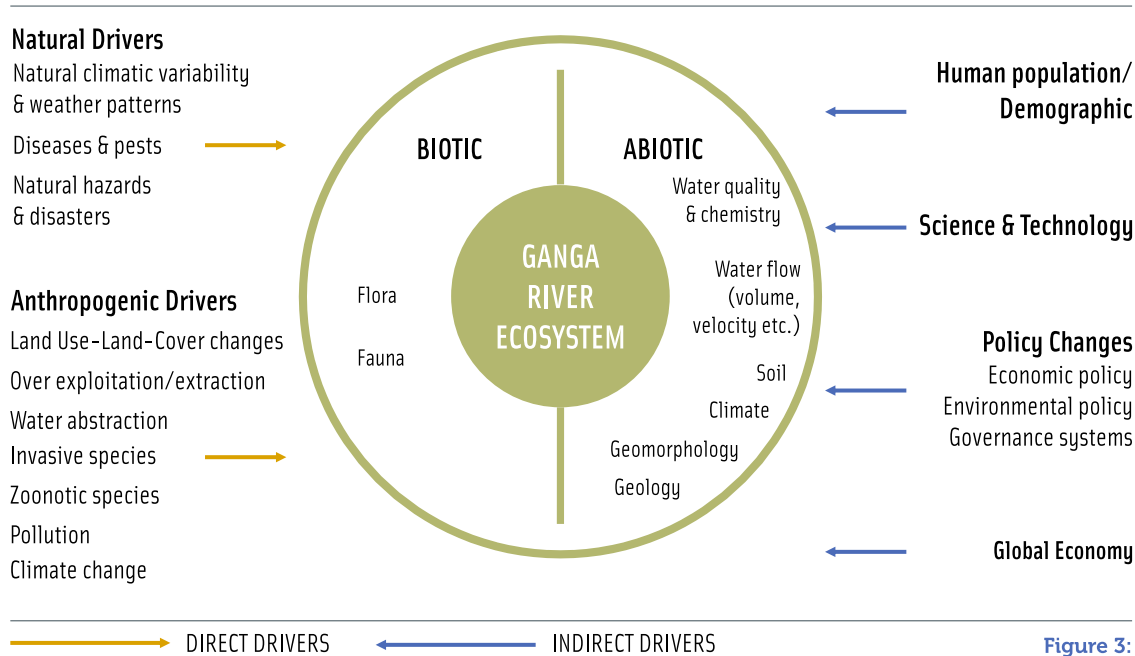 Natural Drivers
Natural climatic variability
& weather patterns
Diseases & pests
Natural hazards
& disasters
Anthropogenic Drivers
Land Use-Land-Cover changes
Over exploitation/extraction
Water abstraction
Invasive species
Zoonotic species
Pollution
Climate change
BIOTIC
Flora
Fauna
GANGA
RIVER
ECOSYSTEM
ABIOTIC
Water quality
& chemistry
Water flow
(volume,
velocity etc.)
Soil
Climate
Geomorphology
Geology
Human population/
Demographic
Science & Technology
Policy Changes
Economic policy
Environmental policy
Governance systems
Global Economy
DIRECT DRIVERS
INDIRECT DRIVERS
Figure 3: